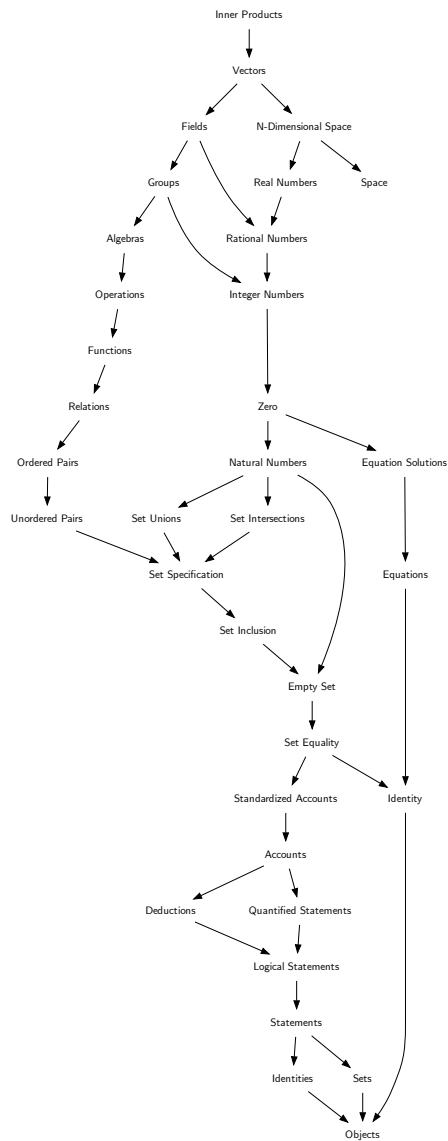 Inner Products
Vectors
Fields
N-Dimensional Space
Groups
Real Numbers
Space
Algebras
Rational Numbers
Operations
Integer Numbers
Functions
Relations
Zero
Ordered Pairs
Natural Numbers
Equation Solutions
Unordered Pairs
Set Unions
Set Intersections
Set Specification
Equations
Set Inclusion
Empty Set
Set Equality
Standardized Accounts
Identity
Accounts
Deductions
Quantified Statements
Logical Statements
Statements
Identities
Sets
Objects